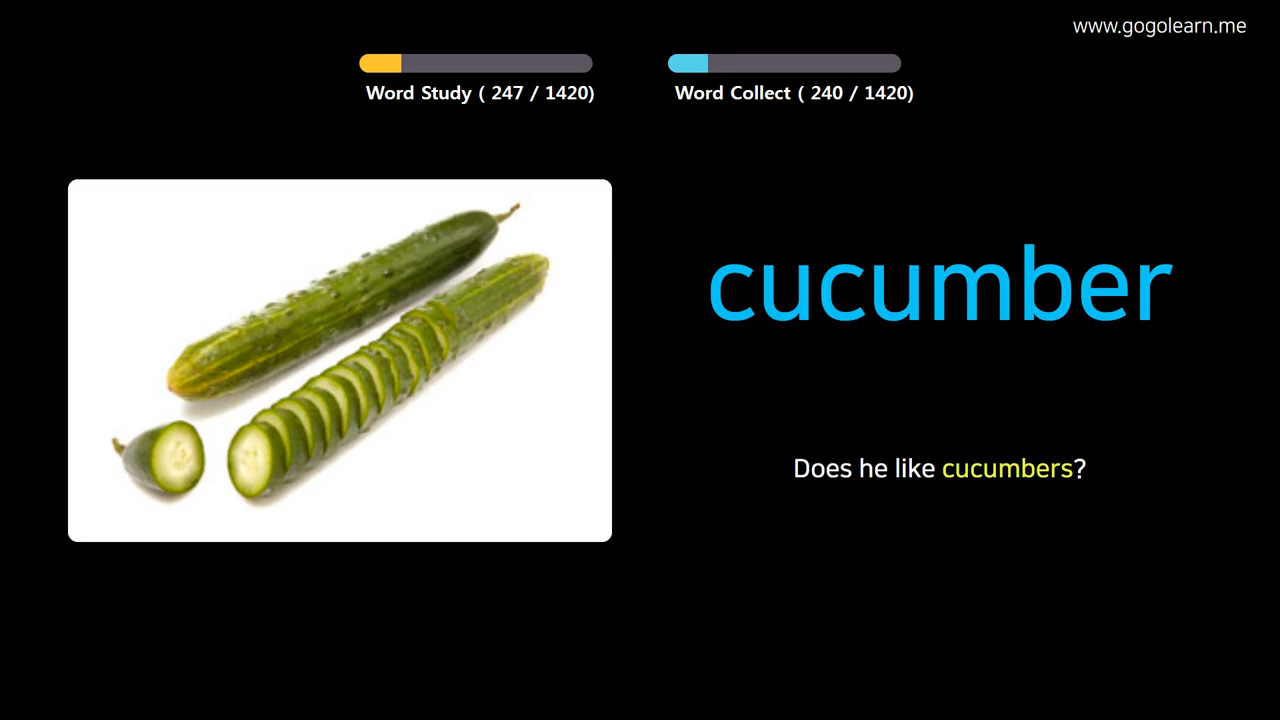 www.gogolearn.me
Word Study ( 247 / 1420)
Word Collect ( 240 / 1420)
cucumber
Does he like cucumbers?